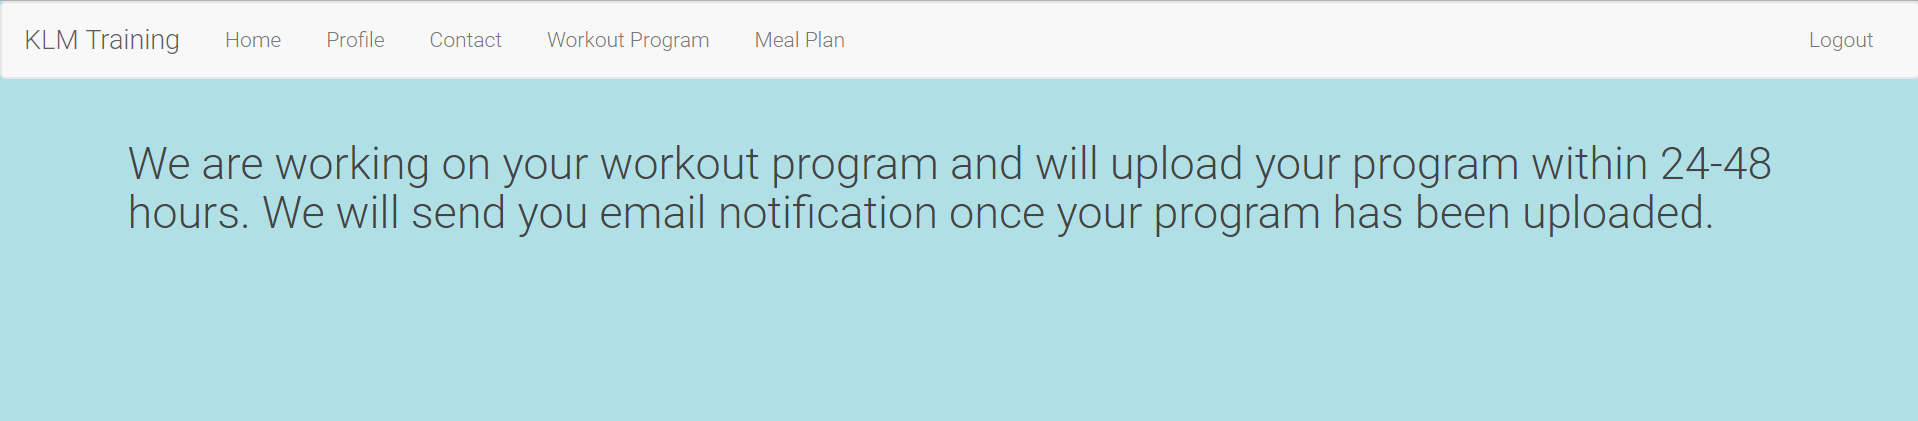 KLM Training Home Profile Contact Workout Program Meal Plan Logout
We are working on your workout program and will upload your program within 24-48
hours. We will send you email notification once your program has been uploaded.